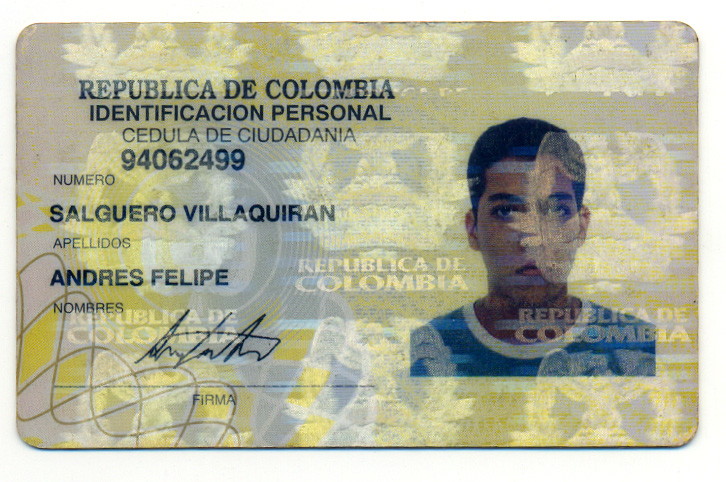 REPUBLICA DE COLOMBIA
IDENTIFICACION PERSONAL
CEDULA DE CIUDADANIA
94062499
NUMERO
SALGUERO VILLAQUIRAN
APELLIDOS
ANDRES FELIPE
NOMBRES
FIRMA
REPUBLICA DE
COLOMBIA
REPUBLICA DE
COLOMBIA
REPUBLICA DE
COLOMBIA